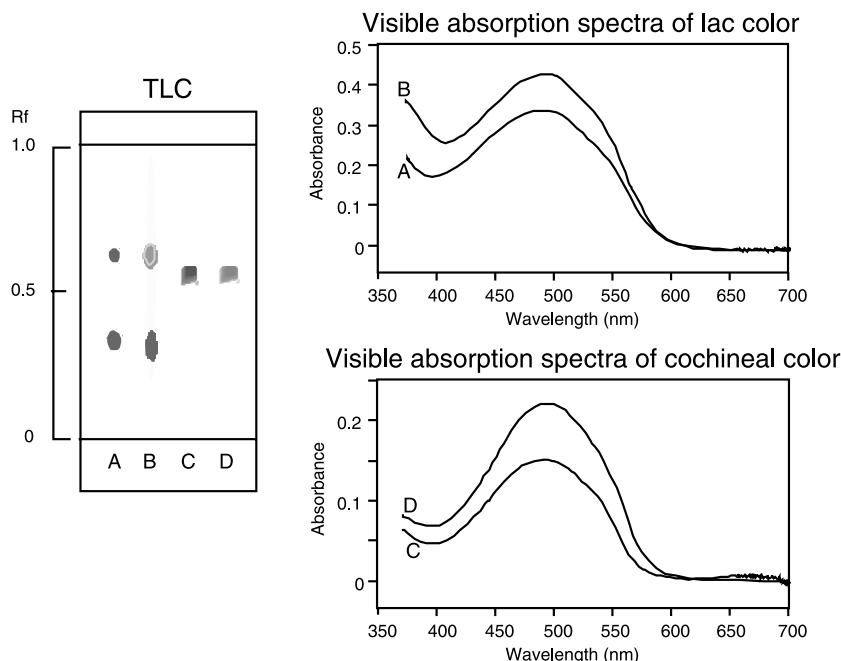 TLC
Rf
1.0
0.5
0
A B C D
Visible absorption spectra of lac color
Absorbance
0.5
0.4
0.3
0.2
0.1
0
B
A
350 400 450 500 550 600 650 700
Wavelength (nm)
Visible absorption spectra of cochineal color
Absorbance
0.2
0.1
0
D
C
350 400 450 500 550 600 650 700
Wavelength (nm)